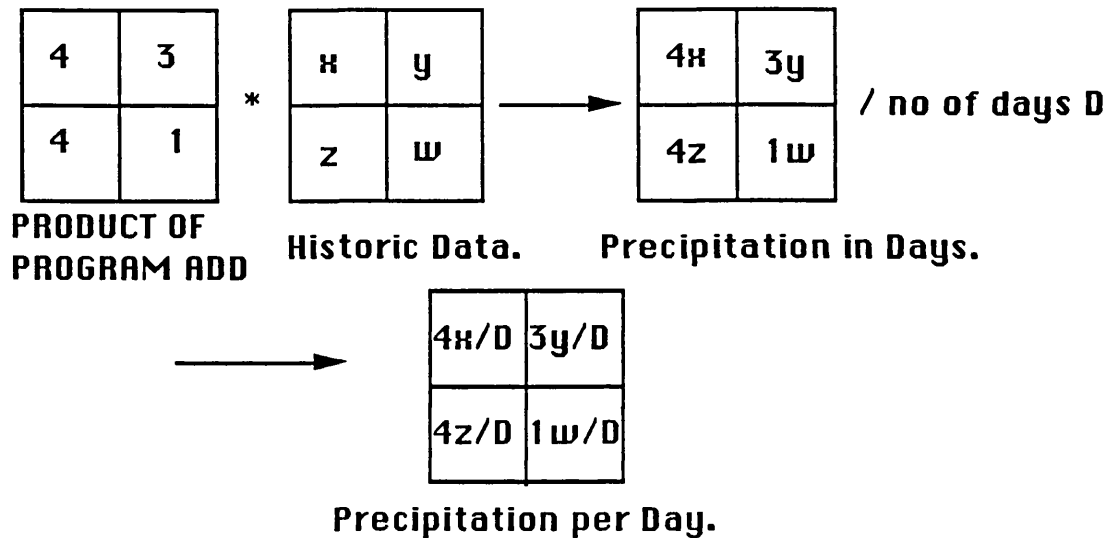 4 3
4 1
*
x y
z w
4x 3y
4z 1w
/ no of days D
PRODUCT OF
PROGRAM ADD
Historic Data.
Precipitation in Days.
4x/D 3y/D
4z/D 1w/D
Precipitation per Day.